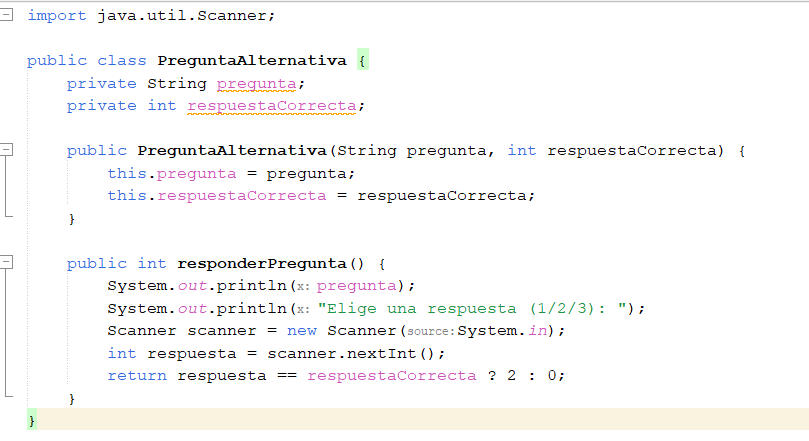 import java.util.Scanner;
public class PreguntaAlternativa {
private String pregunta;
private int respuestaCorrecta;
public PreguntaAlternativa(String pregunta, int respuestaCorrecta) {
this.pregunta = pregunta;
this.respuestaCorrecta = respuestaCorrecta;
}
public int responderPregunta() {
System.out.println(x: pregunta);
System.out.println(x: "Elige una respuesta (1/2/3): ");
Scanner scanner = new Scanner(source:System.in);
int respuesta = scanner.nextInt();
return respuesta == respuestaCorrecta ? 2 : 0;
}
}